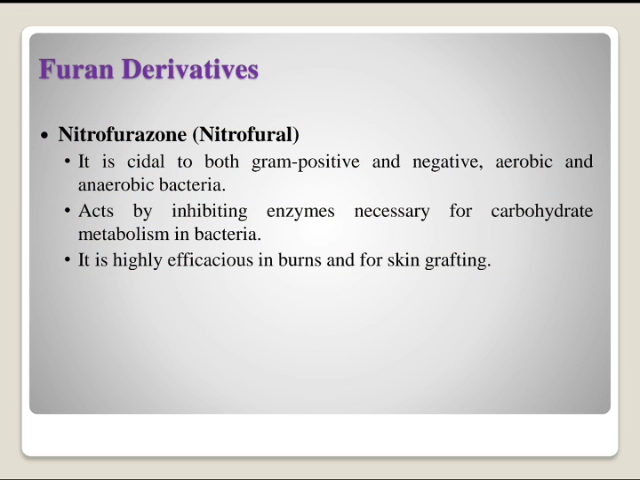 Furan Derivatives
• Nitrofurazone (Nitrofural)
• It is cidal to both gram-positive and negative, aerobic and
anaerobic bacteria.
• Acts by inhibiting enzymes necessary for carbohydrate
metabolism in bacteria.
• It is highly efficacious in burns and for skin grafting.